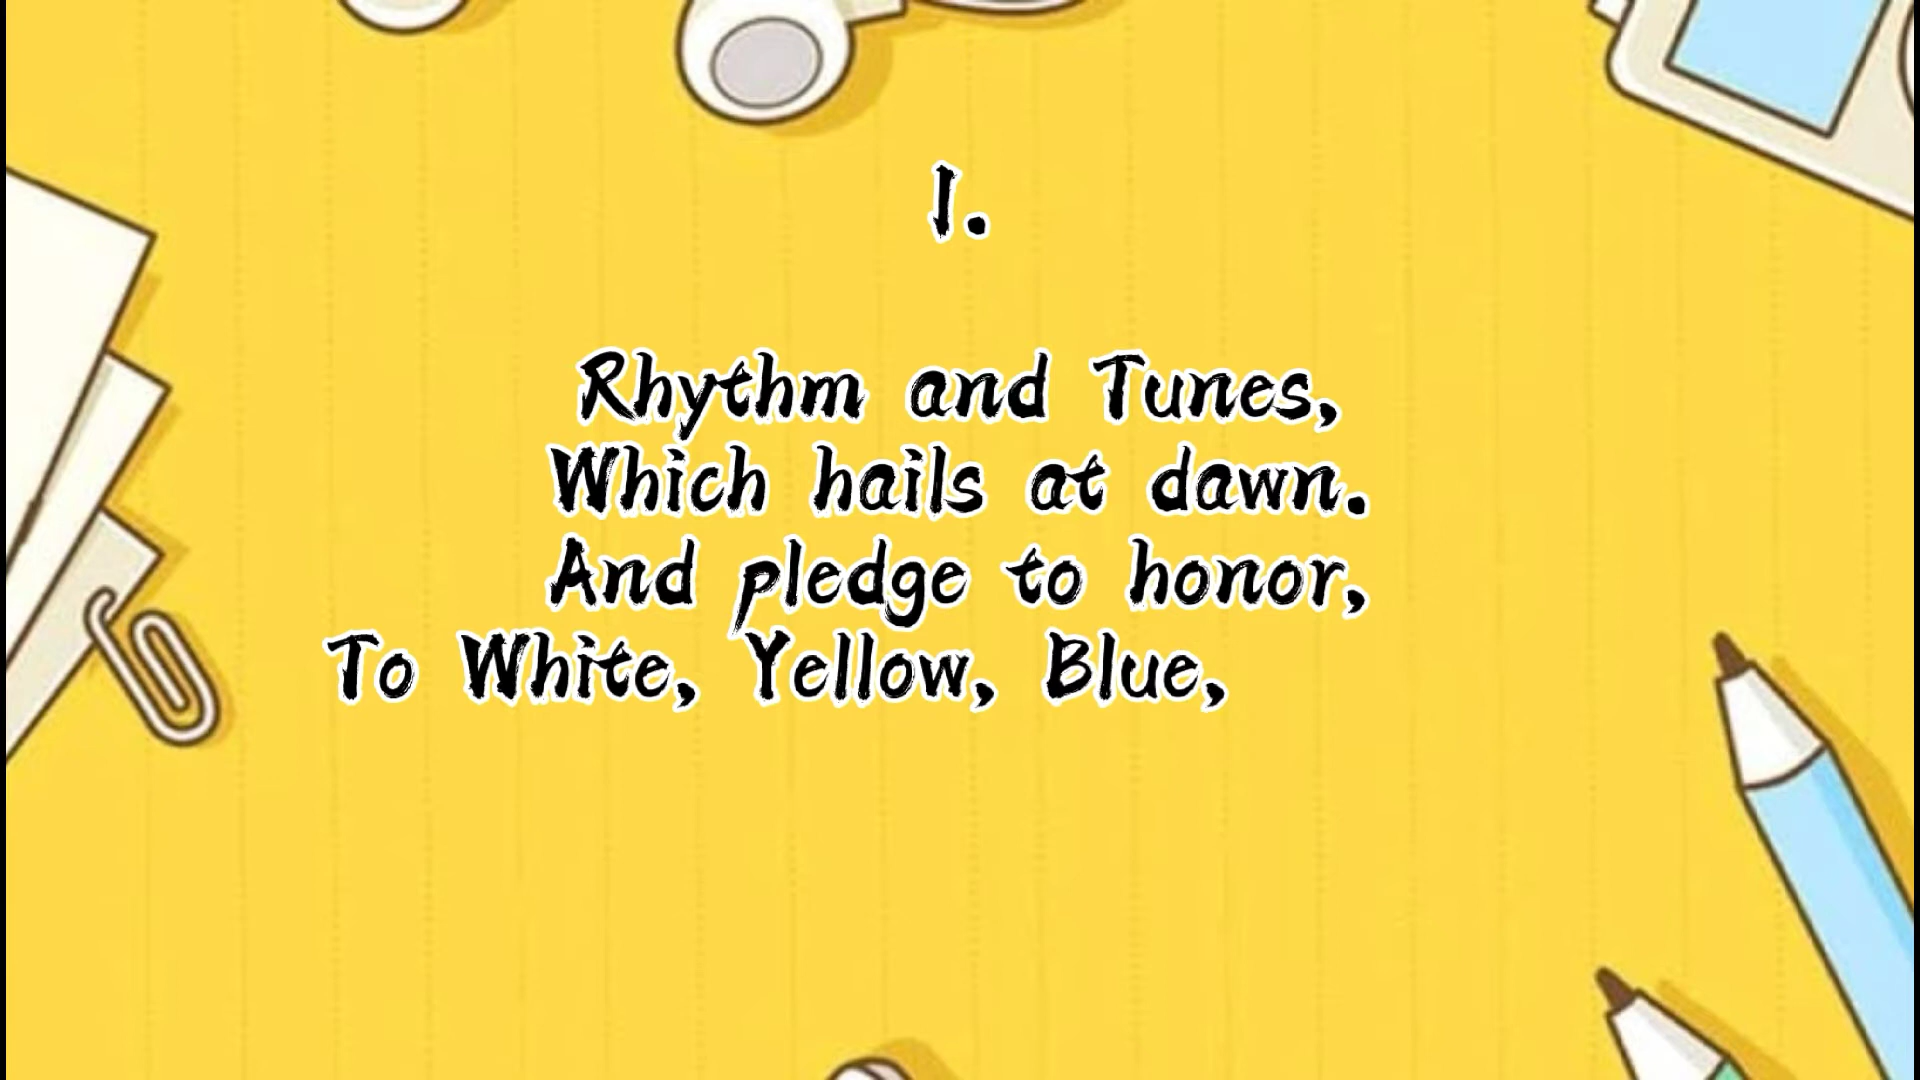 I.
Rhythm and Tunes,
Which hails at dawn.
And pledge to honor,
To White, Yellow, Blue,